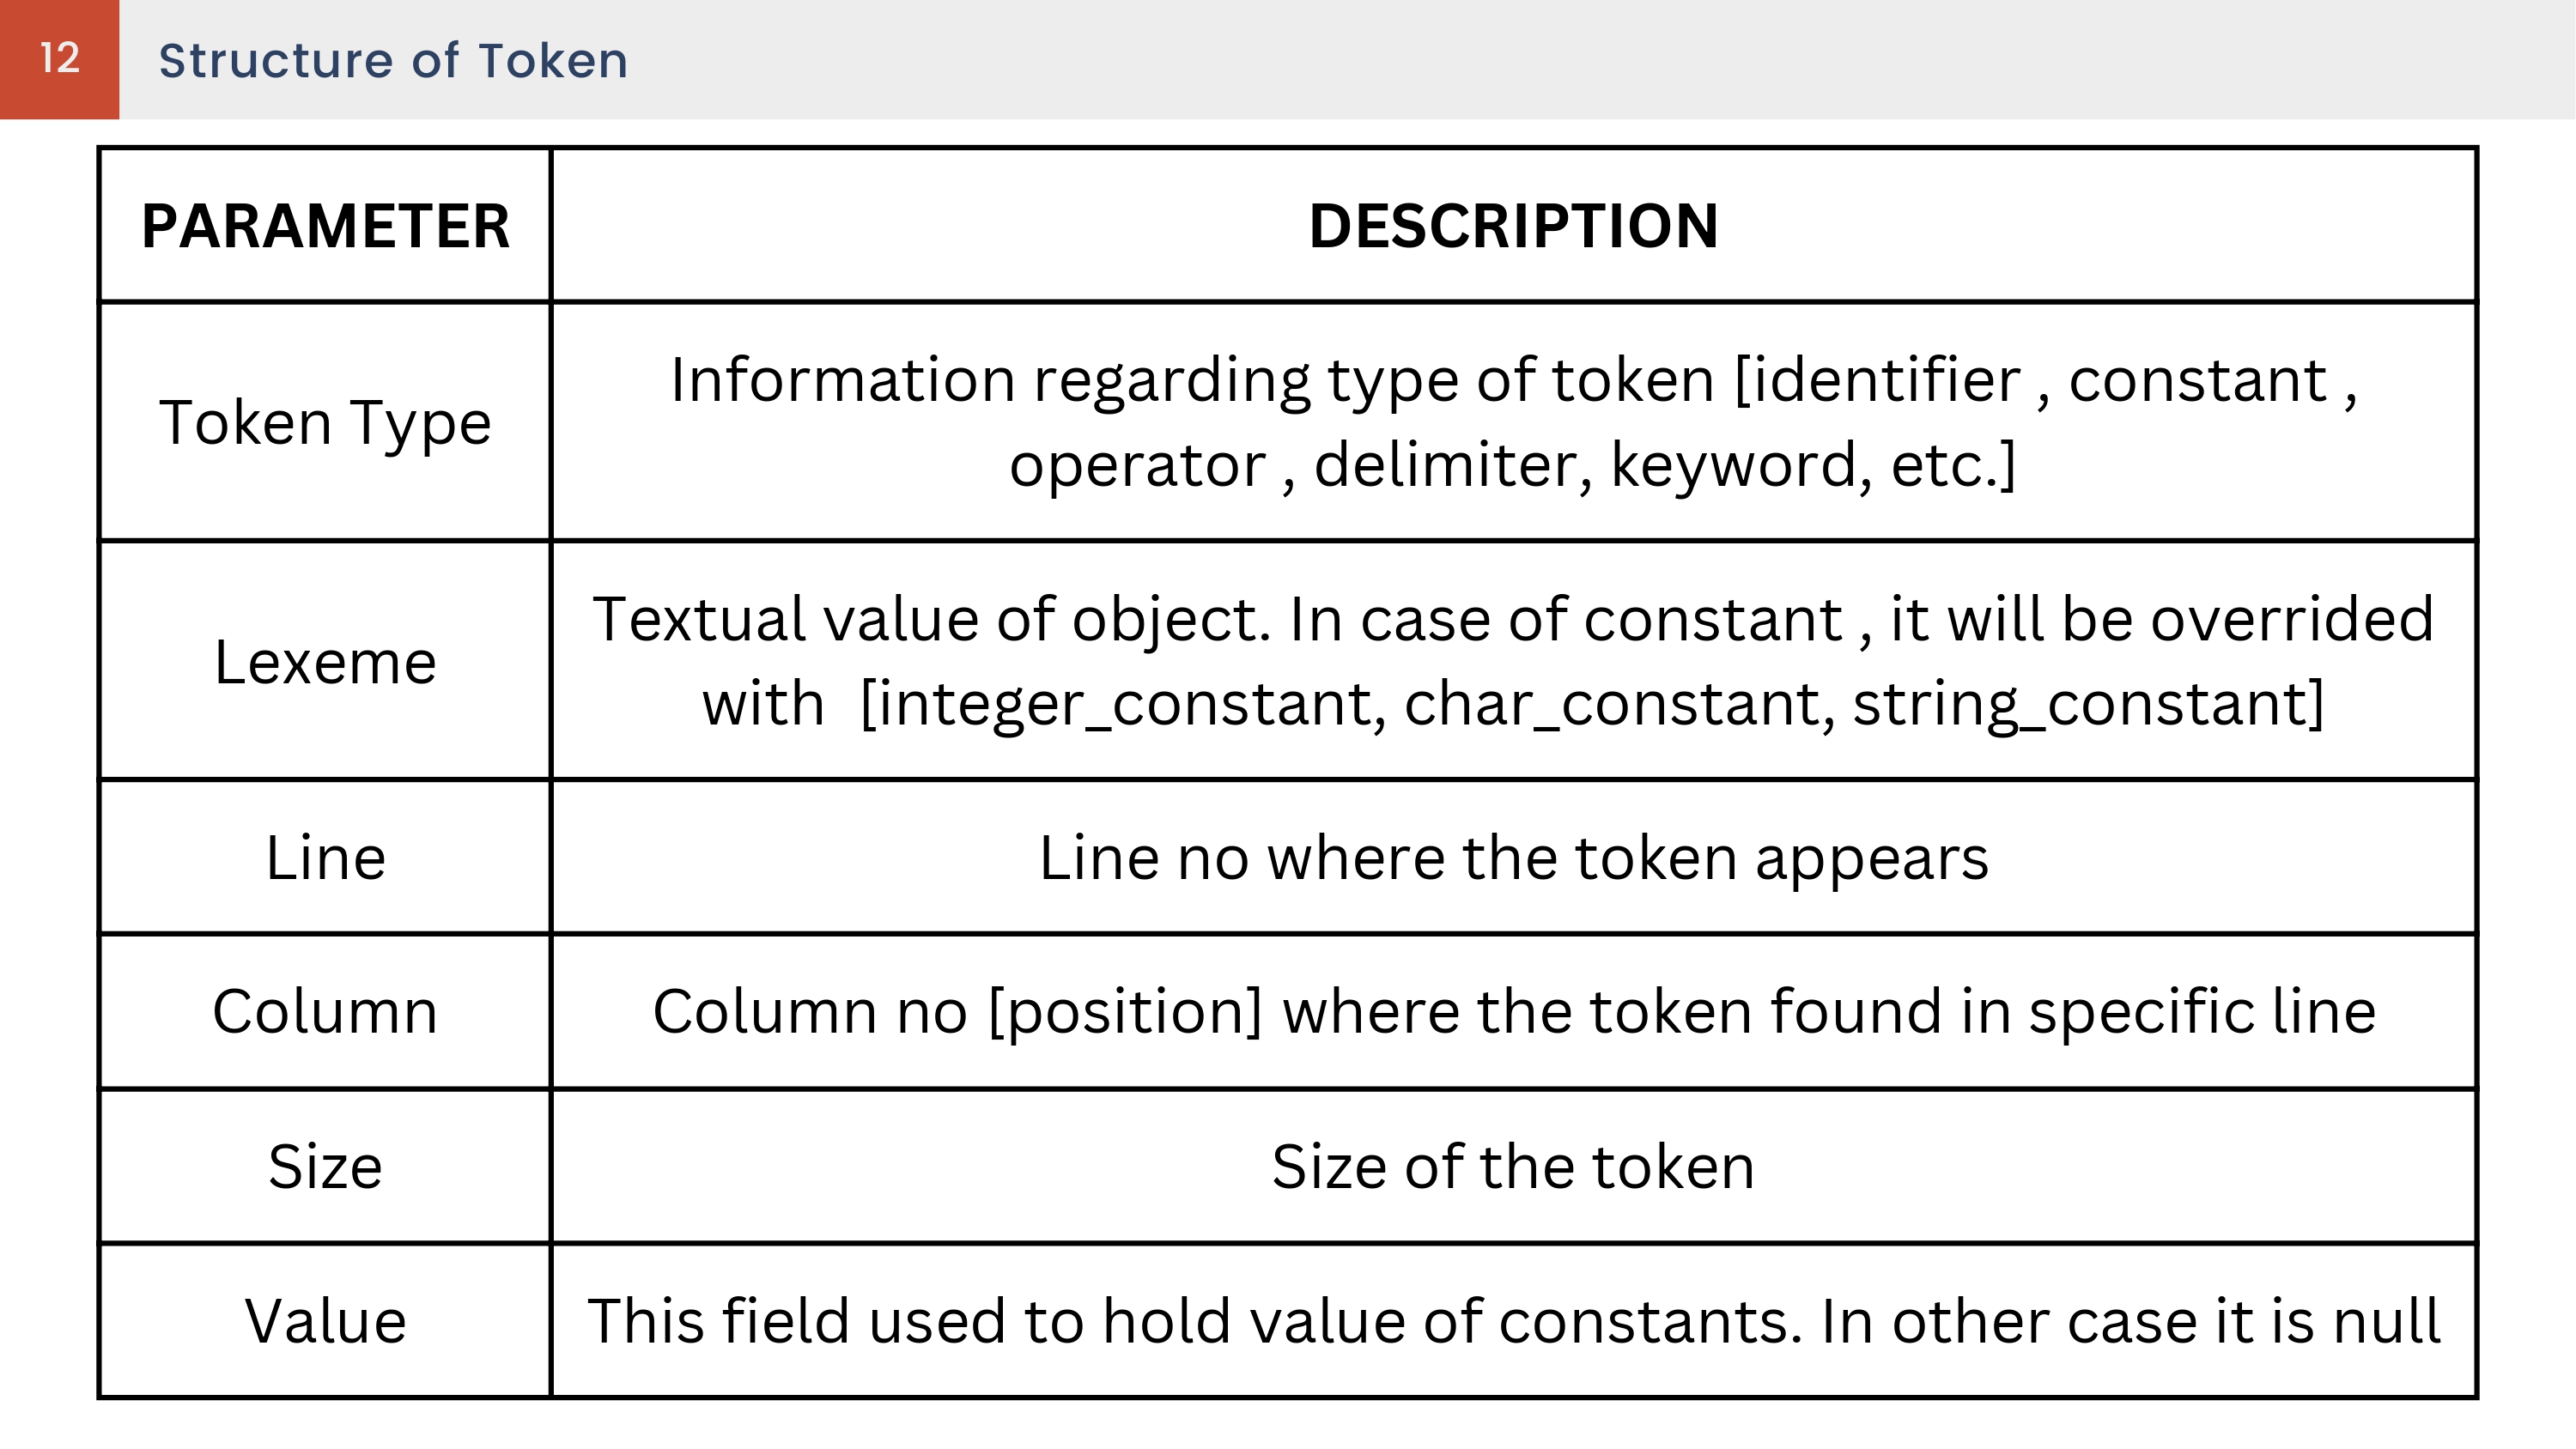 12
Structure of Token
PARAMETER
DESCRIPTION
Token Type
Information regarding type of token [identifier , constant ,
operator , delimiter, keyword, etc.]
Lexeme
Textual value of object. In case of constant , it will be overrided
with  [integer_constant, char_constant, string_constant]
Line
Line no where the token appears
Column
Column no [position] where the token found in specific line
Size
Size of the token
Value
This field used to hold value of constants. In other case it is null